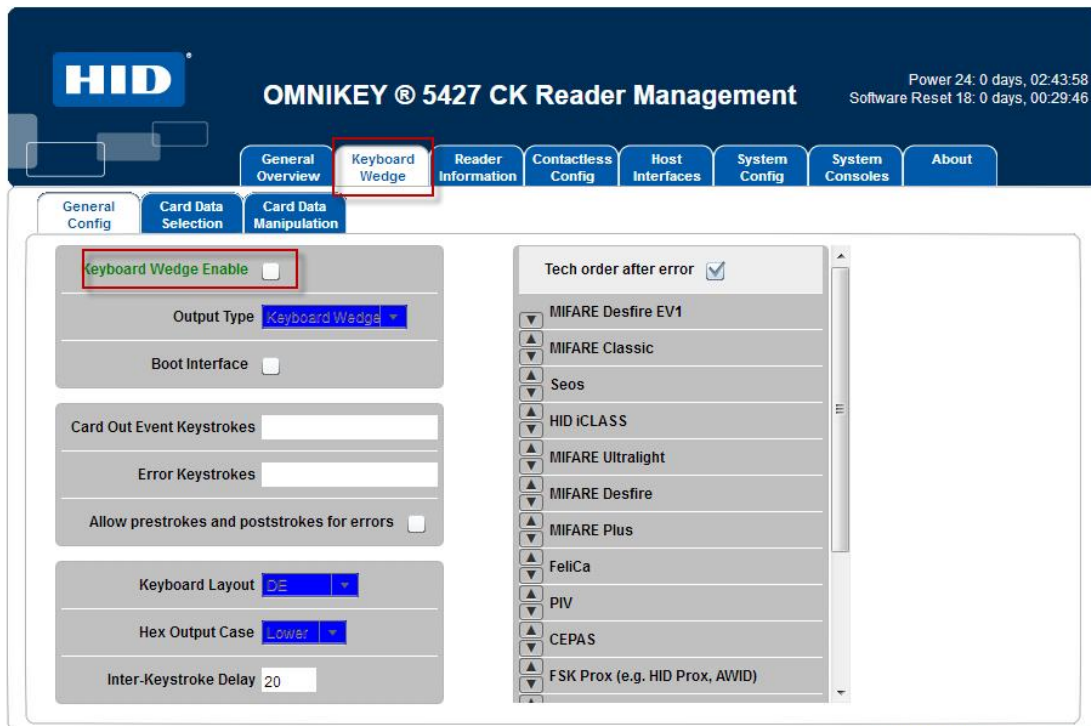 HID
OMNIKEY ® 5427 CK Reader Management
Power 24: 0 days, 02:43:58
Software Reset 18: 0 days, 00:29:46
General
Overview
Keyboard
Wedge
Reader
Information
Contactless
Config
Host
Interfaces
System
Config
System
Consoles
About
General
Config
Card Data
Selection
Card Data
Manipulation
Keyboard Wedge Enable
Output Type Keyboard Wedge
Boot Interface
Card Out Event Keystrokes
Error Keystrokes
Allow prestrokes and poststrokes for errors
Keyboard Layout DE
Hex Output Case Lower
Inter-Keystroke Delay 20
Tech order after error
MIFARE Desfire EV1
MIFARE Classic
Seos
HID iCLASS
MIFARE Ultralight
MIFARE Desfire
MIFARE Plus
FeliCa
PIV
CEPAS
FSK Prox (e.g. HID Prox, AWID)